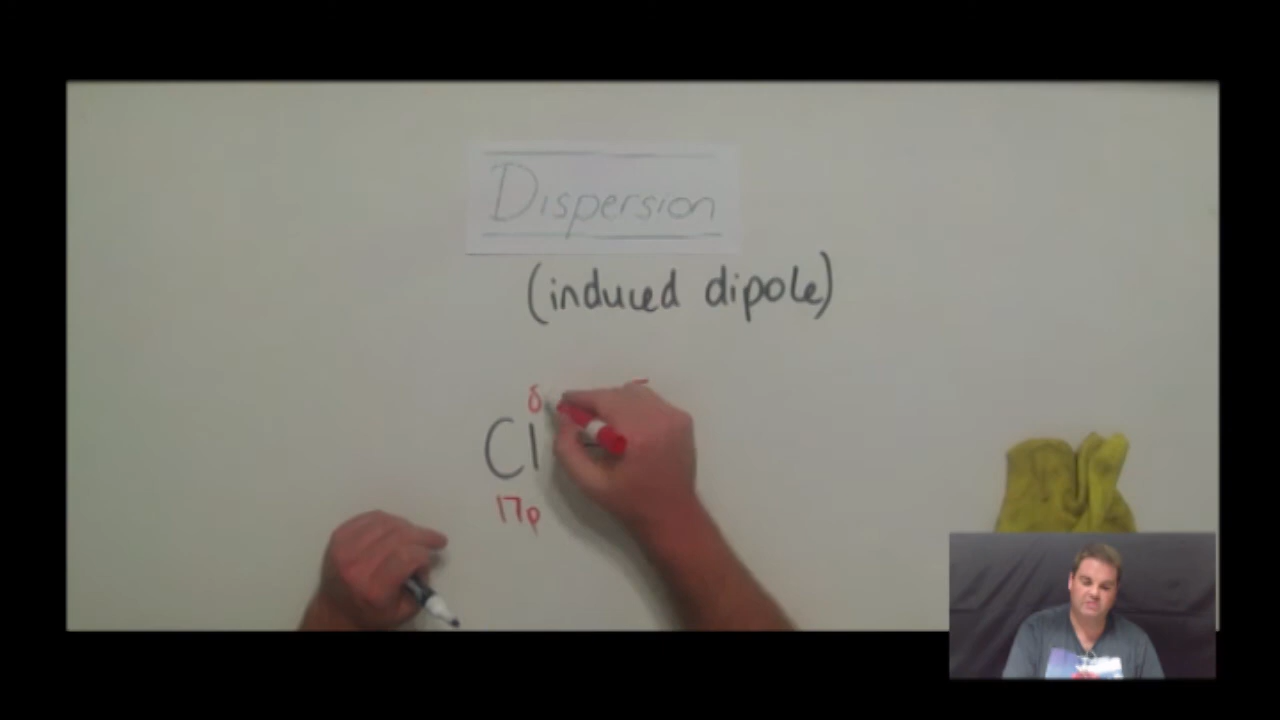 Dispersion
(induced dipole)
δ
Cl
17p